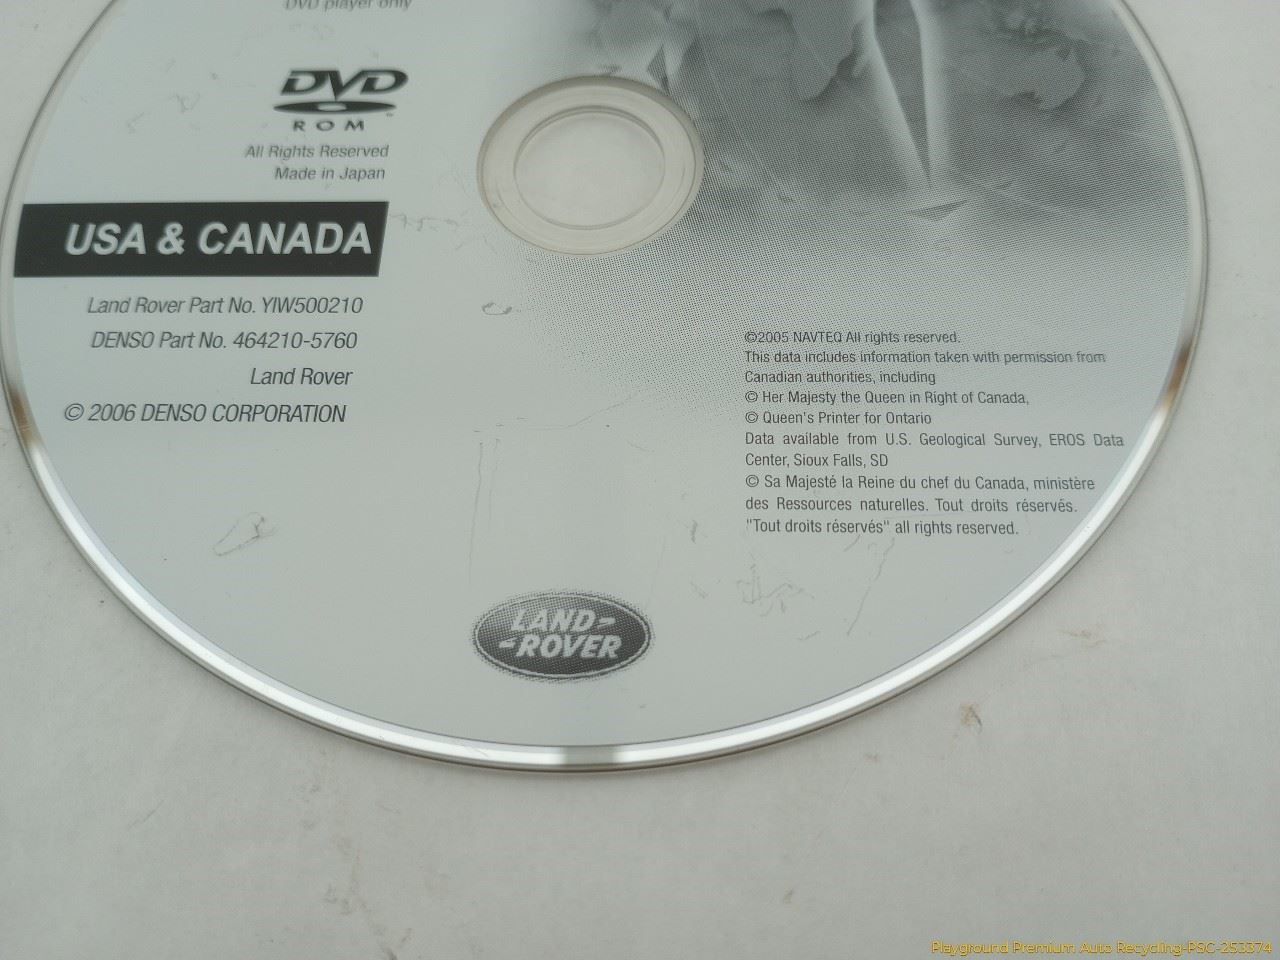 DVD player only
DVD
ROM
All Rights Reserved
Made in Japan
USA & CANADA
Land Rover Part No. YIW500210
DENSO Part No. 464210-5760
Land Rover
© 2006 DENSO CORPORATION
©2005 NAVTEQ All rights reserved.
This data includes information taken with permission from
Canadian authorities, including
© Her Majesty the Queen in Right of Canada,
© Queen's Printer for Ontario
Data available from U.S. Geological Survey, EROS Data
Center, Sioux Falls, SD
© Sa Majesté la Reine du chef du Canada, ministère
des Ressources naturelles. Tout droits réservés.
"Tout droits réservés" all rights reserved.
LAND-
-ROVER
Playground Premium Auto Recycling-PSC-253374